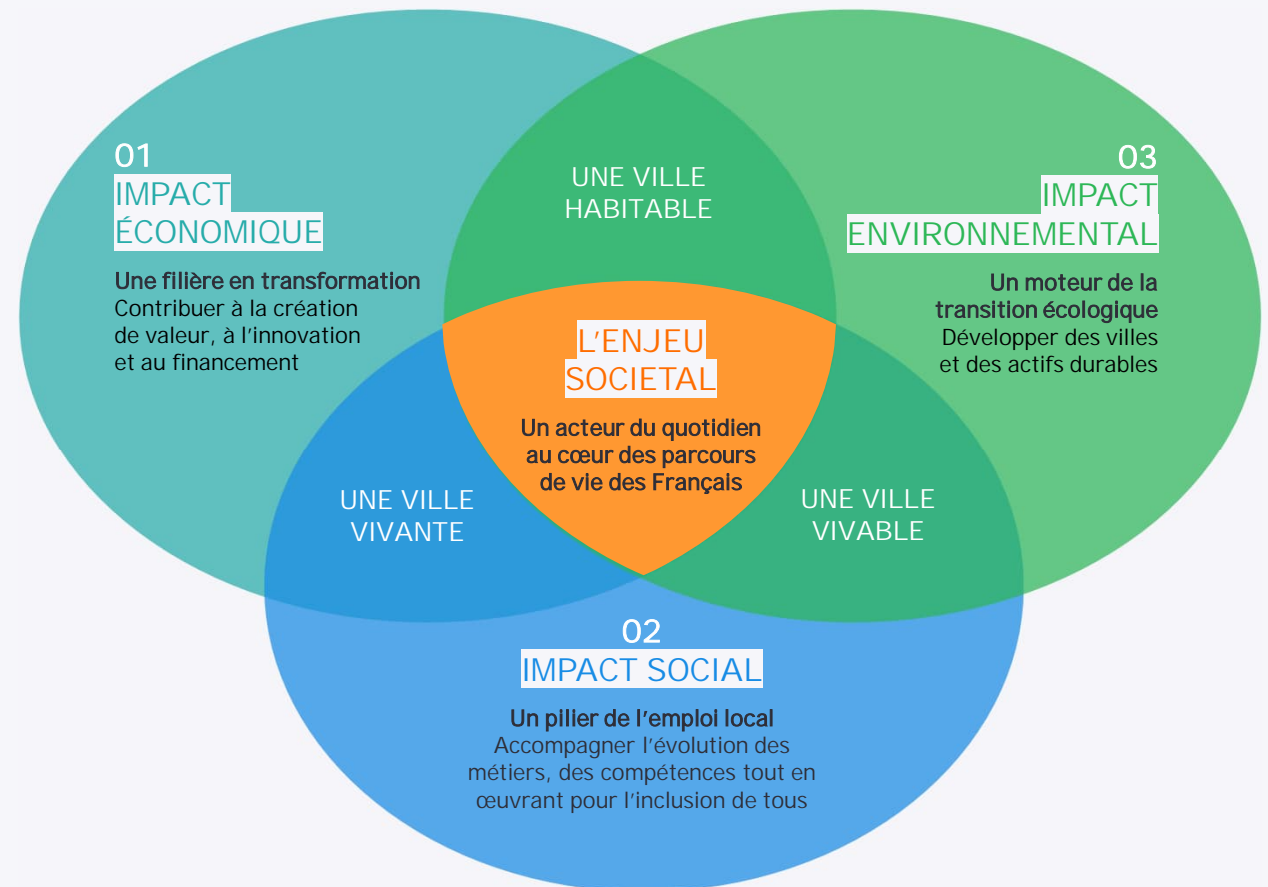 01
IMPACT
ÉCONOMIQUE
Une filière en transformation
Contribuer à la création
de valeur, à l'innovation
et au financement
UNE VILLE
HABITABLE
03
IMPACT
ENVIRONNEMENTAL
Un moteur de la
transition écologique
Développer des villes
et des actifs durables
L'ENJEU
SOCIETAL
Un acteur du quotidien
au cœur des parcours
de vie des Français
UNE VILLE
VIVANTE
UNE VILLE
VIVABLE
02
IMPACT SOCIAL
Un pilier de l'emploi local
Accompagner l'évolution des
métiers, des compétences tout en
œuvrant pour l'inclusion de tous